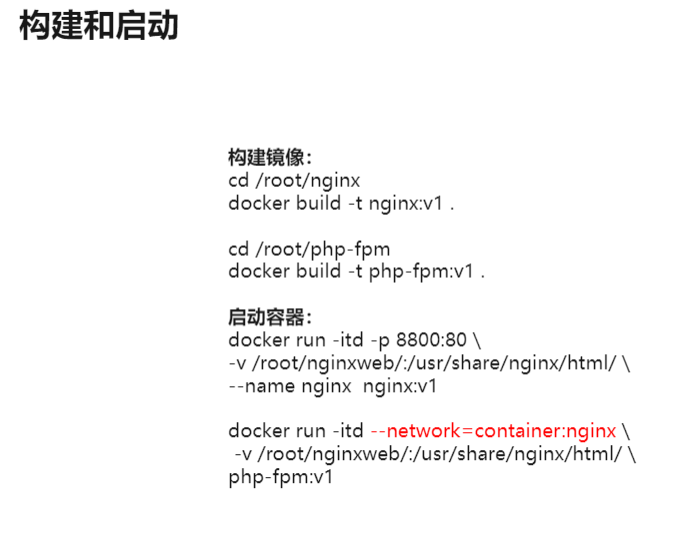 构建和启动
构建镜像：
cd /root/nginx
docker build -t nginx:v1 .
cd /root/php-fpm
docker build -t php-fpm:v1 .
启动容器：
docker run -itd -p 8800:80 \
-v /root/nginxweb/:/usr/share/nginx/html/ \
--name nginx  nginx:v1
docker run -itd --network=container:nginx \
-v /root/nginxweb/:/usr/share/nginx/html/ \
php-fpm:v1